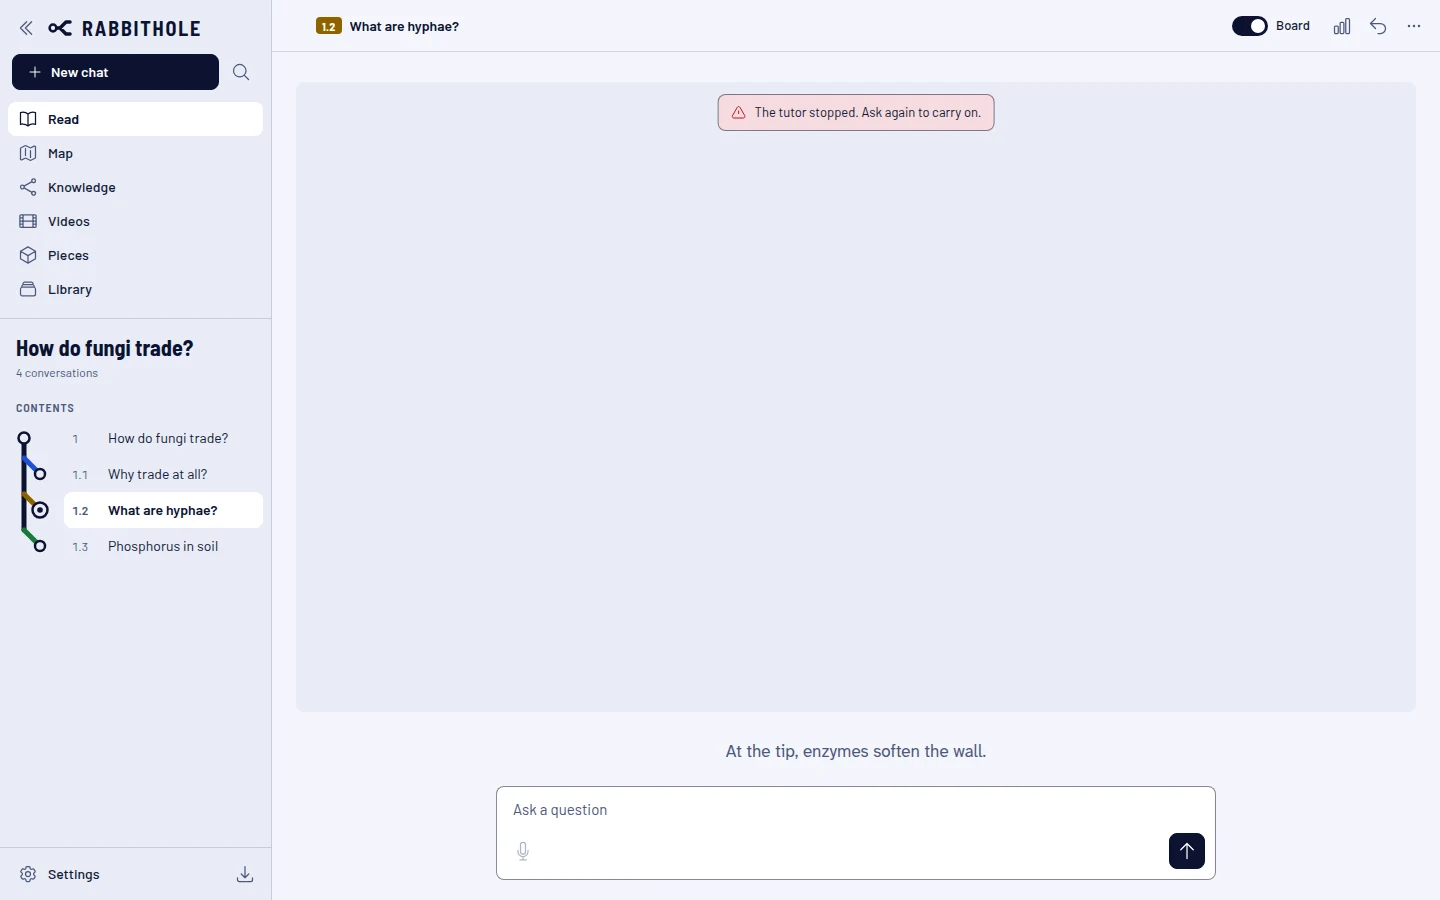 RABBITHOLE
New chat
Read
Map
Knowledge
Videos
Pieces
Library
How do fungi trade?
4 conversations
CONTENTS
1 How do fungi trade?
1.1 Why trade at all?
1.2 What are hyphae?
1.3 Phosphorus in soil
Settings
1.2 What are hyphae?
Board
The tutor stopped. Ask again to carry on.
At the tip, enzymes soften the wall.
Ask a question